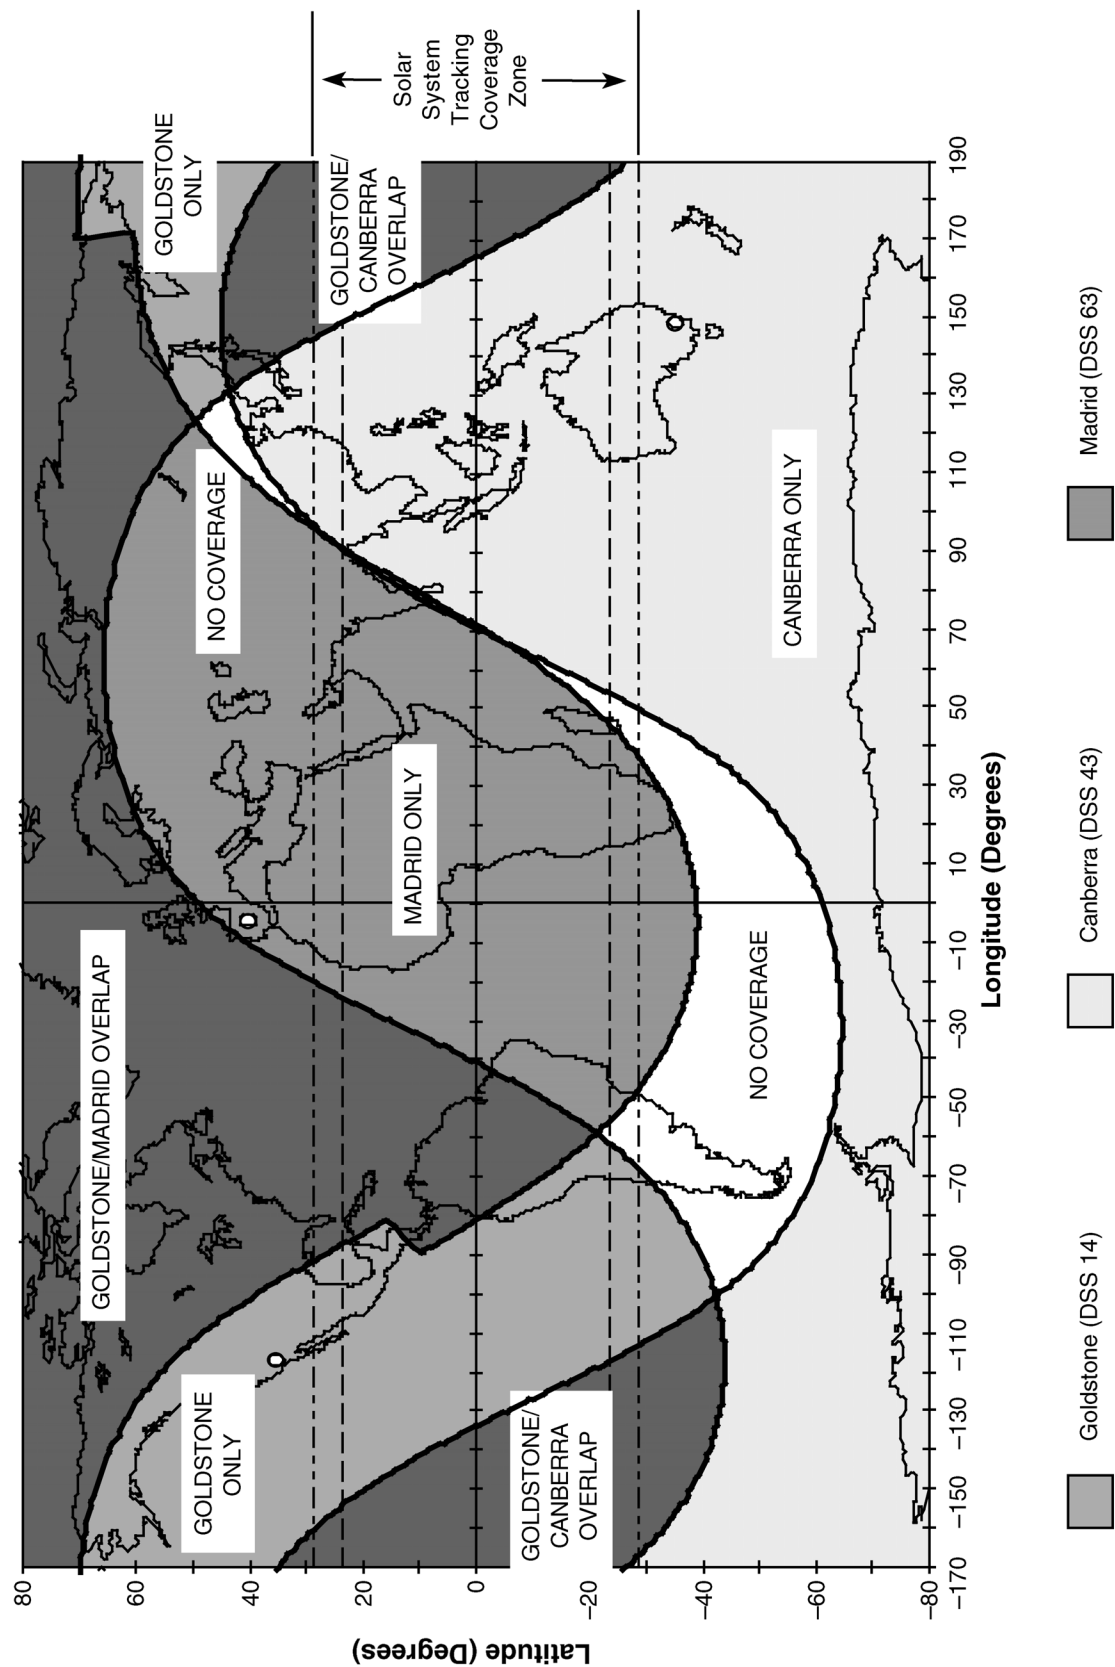 Solar
System
Tracking
Coverage
Zone
GOLDSTONE/MADRID OVERLAP
GOLDSTONE
ONLY
NO COVERAGE
GOLDSTONE
ONLY
GOLDSTONE/
CANBERRA
OVERLAP
MADRID ONLY
GOLDSTONE/
CANBERRA
OVERLAP
NO COVERAGE
CANBERRA ONLY
Latitude (Degrees)
80
60
40
20
0
−20
−40
−60
−80
−170 −150 −130 −110 −90 −70 −50 −30 −10 10 30 50 70 90 110 130 150 170 190
Longitude (Degrees)
Goldstone (DSS 14)
Canberra (DSS 43)
Madrid (DSS 63)